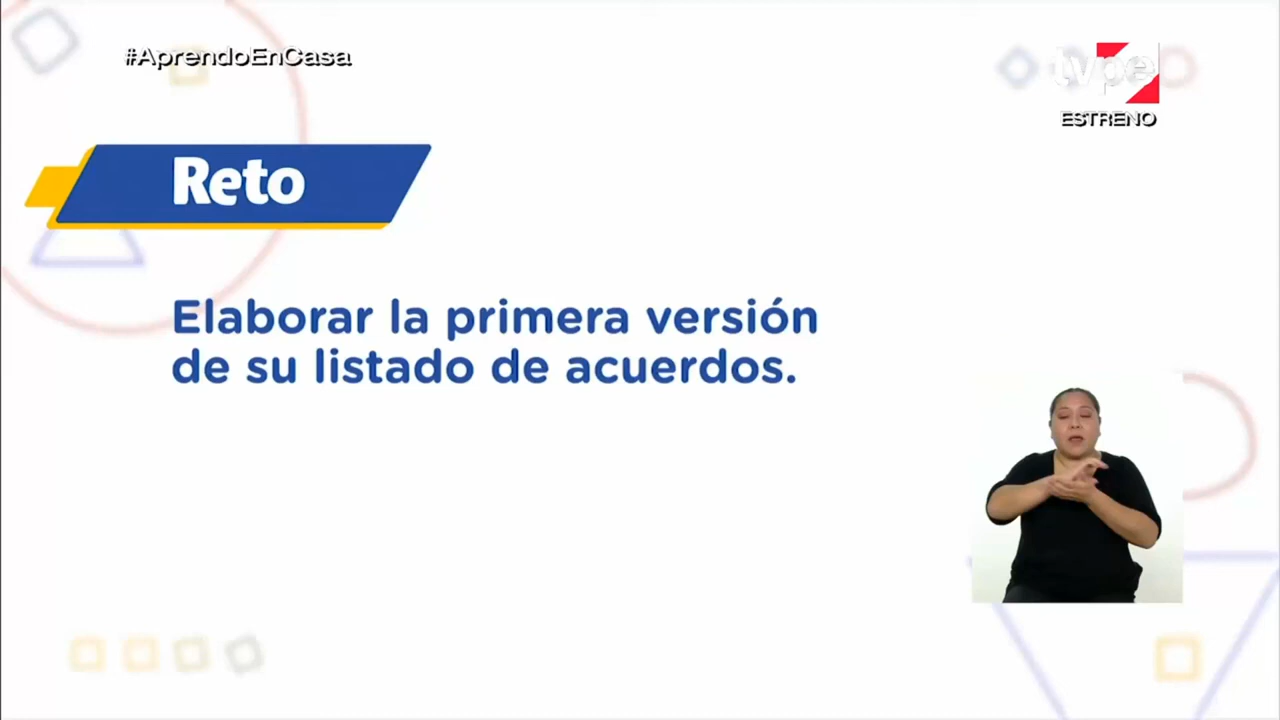 #AprendoEnCasa
tvpe
ESTRENO
Reto
Elaborar la primera versión
de su listado de acuerdos.